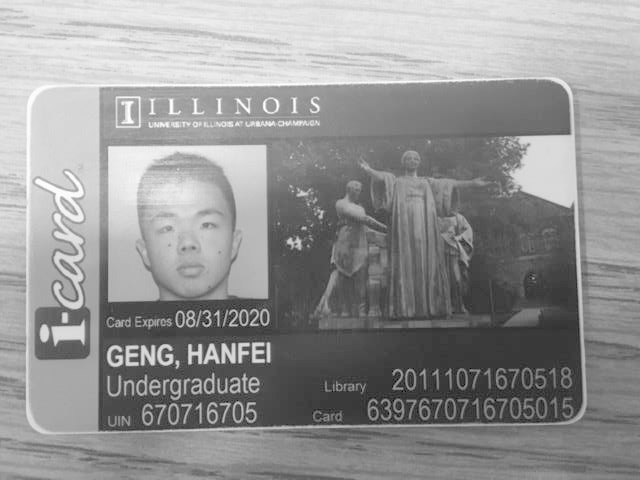 I ILLINOIS
UNIVERSITY OF ILLINOIS AT URBANA-CHAMPAIGN
i-card
Card Expires 08/31/2020
GENG, HANFEI
Undergraduate
Library 20111071670518
UIN 670716705
Card 6397670716705015